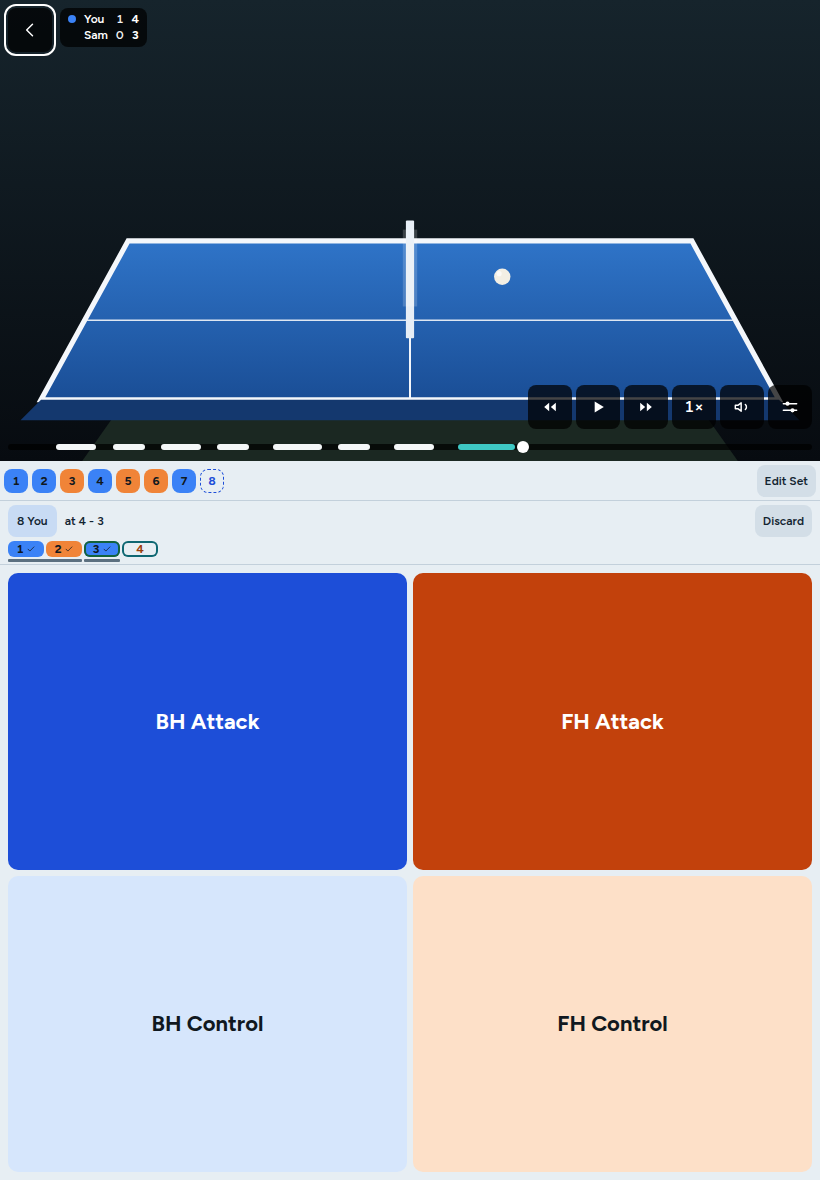 You 1 4
Sam 0 3
1×
1 2 3 4 5 6 7 8 Edit Set
8 You at 4 - 3 Discard
1 2 3 4
BH Attack FH Attack
BH Control FH Control